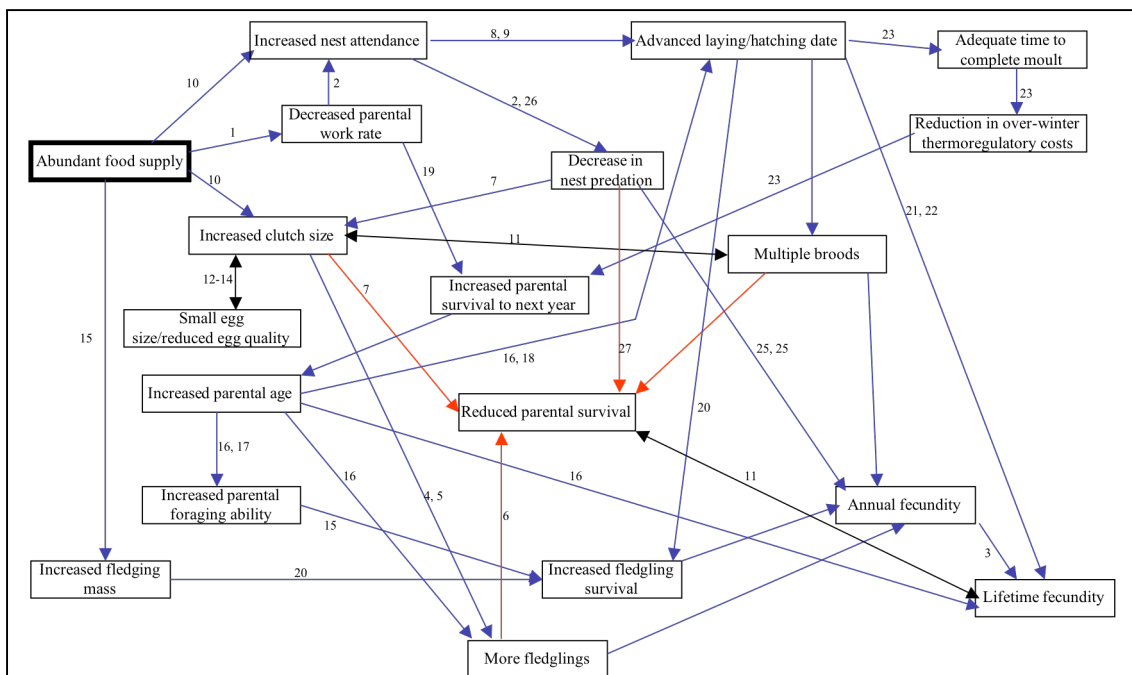 Increased nest attendance
8, 9
Advanced laying/hatching date
23
Adequate time to
complete moult
10
2
2, 26
23
Decreased parental
work rate
1
Reduction in over-winter
thermoregulatory costs
Abundant food supply
Decrease in
nest predation
19
7
23
10
21, 22
Increased clutch size
11
Multiple broods
12-14
7
Increased parental
survival to next year
Small egg
size/reduced egg quality
15
16, 18
27
25, 25
Increased parental age
Reduced parental survival
20
16, 17
16
16
11
4, 5
Increased parental
foraging ability
15
6
Annual fecundity
3
Increased fledging
mass
20
Increased fledgling
survival
Lifetime fecundity
More fledglings